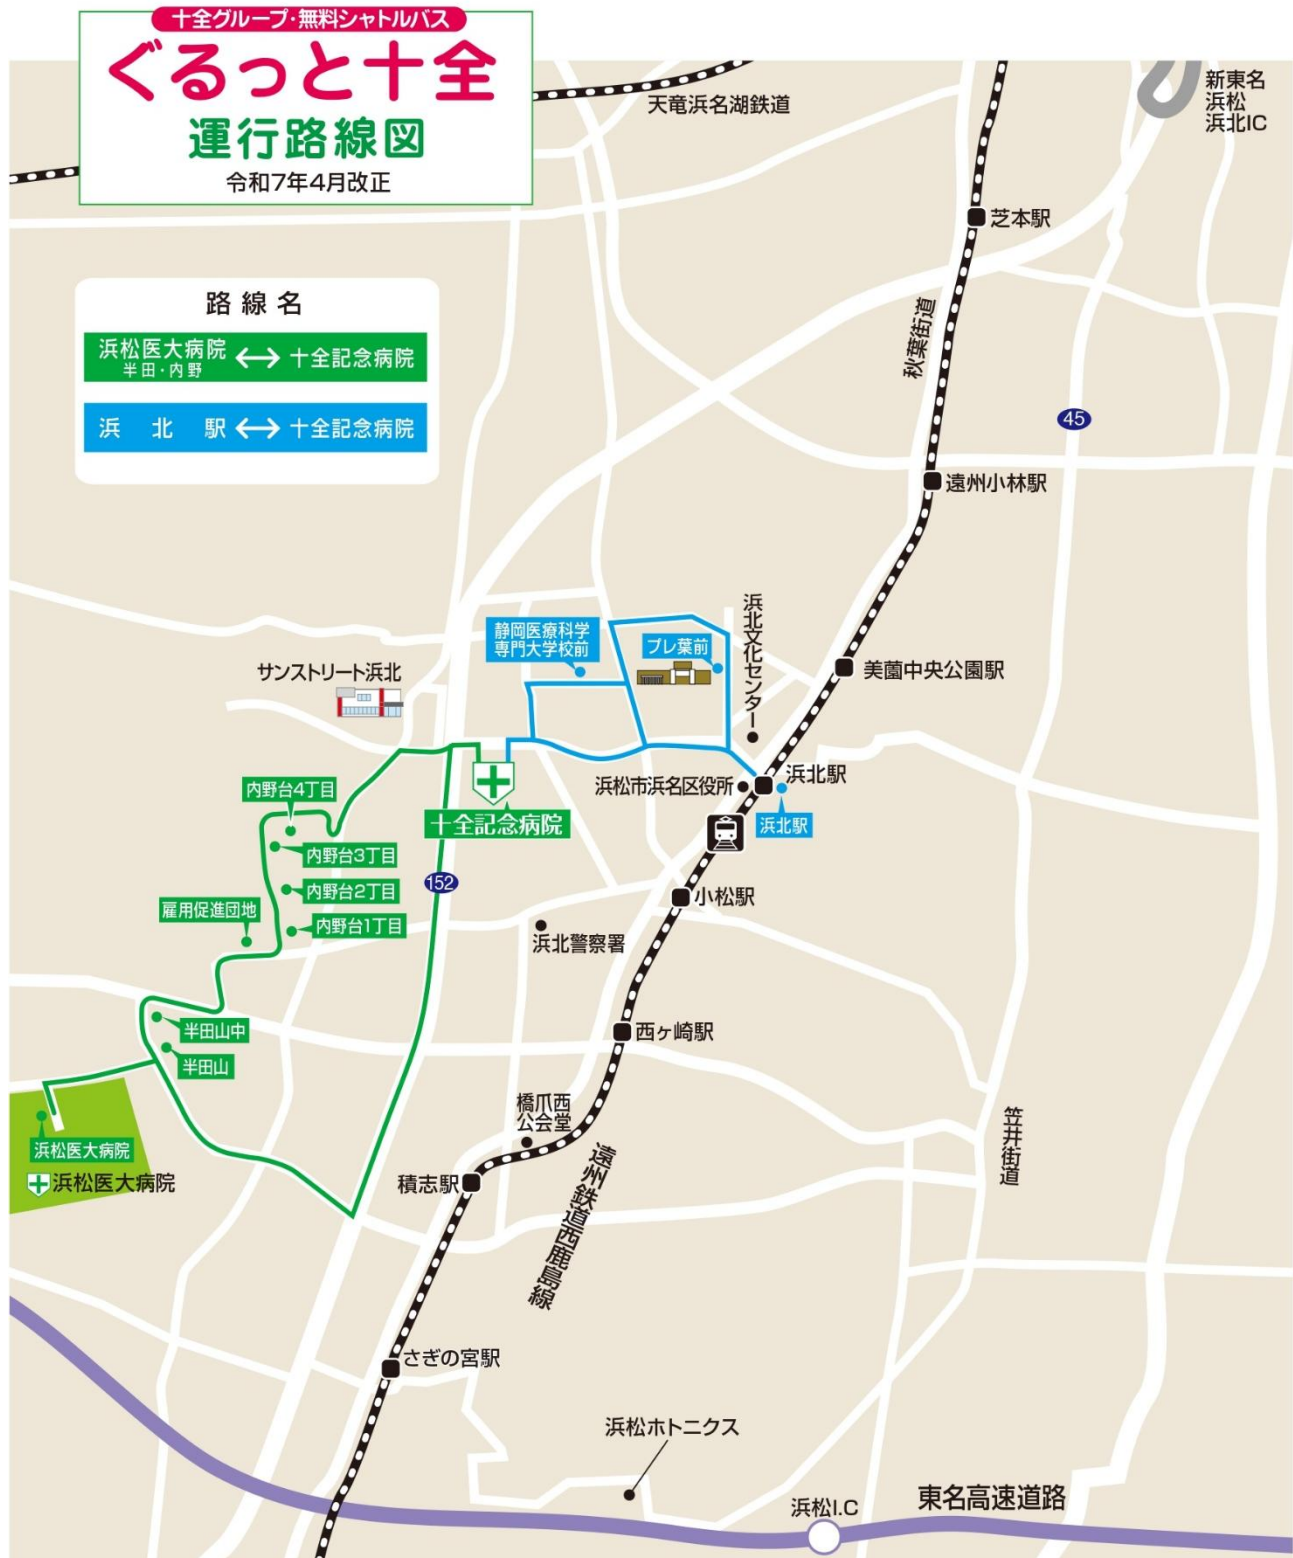 十全グループ・無料シャトルバス
ぐるっと十全
運行路線図
令和7年4月改正
天竜浜名湖鉄道
新東名
浜松
浜北IC
芝本駅
路線名
浜松医大病院
半田・内野
十全記念病院
浜北駅
十全記念病院
秋葉街道
45
遠州小林駅
静岡医療科学
専門大学校前
プレ葉前
浜北文化センター
サンストリート浜北
美薗中央公園駅
浜松市浜名区役所
浜北駅
浜北駅
内野台4丁目
十全記念病院
内野台3丁目
内野台2丁目
152
雇用促進団地
内野台1丁目
小松駅
浜北警察署
半田山中
半田山
西ヶ崎駅
橋爪西
公会堂
笠井街道
浜松医大病院
浜松医大病院
積志駅
遠州鉄道西鹿島線
さぎの宮駅
浜松ホトニクス
浜松I.C
東名高速道路